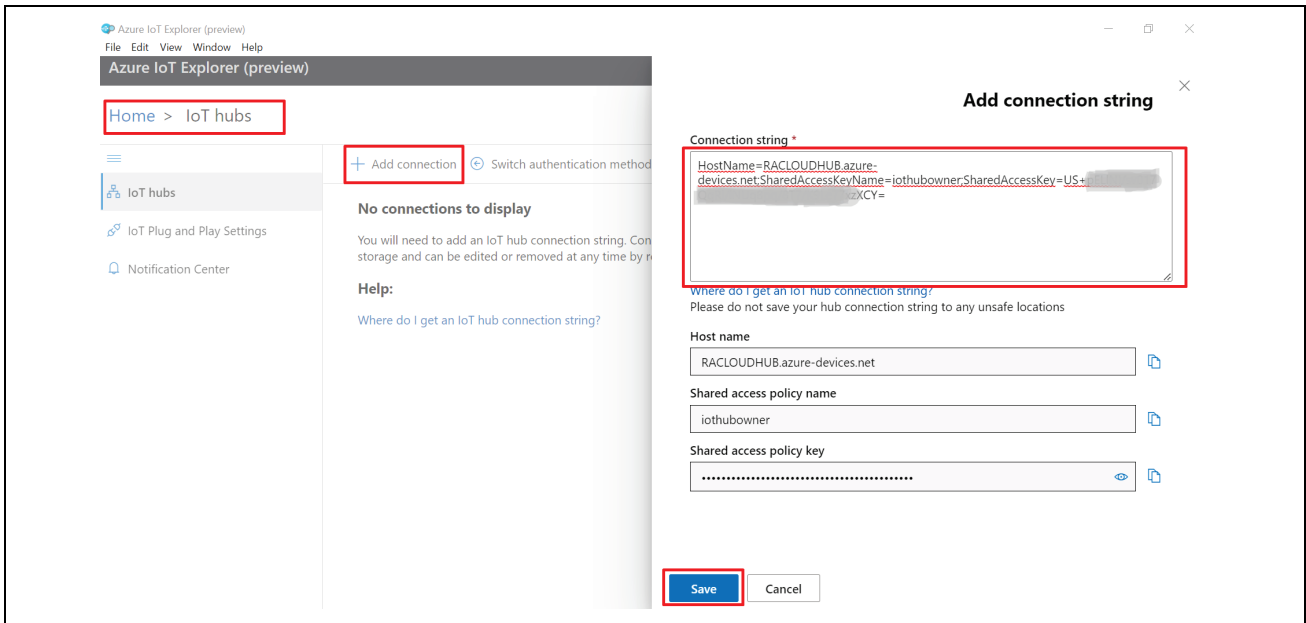 Azure IoT Explorer (preview)
File Edit View Window Help
Azure IoT Explorer (preview)
Home > IoT hubs
IoT hubs
IoT Plug and Play Settings
Notification Center
+ Add connection Switch authentication method
No connections to display
You will need to add an IoT hub connection string. Con
storage and can be edited or removed at any time by r
Help:
Where do I get an IoT hub connection string?
Add connection string
Connection string *
HostName=RACLOUDHUB.azure-
devices.net;SharedAccessKeyName=iothubowner;SharedAccessKey=US+
XCY=
Where do I get an IoT hub connection string?
Please do not save your hub connection string to any unsafe locations
Host name
RACLOUDHUB.azure-devices.net
Shared access policy name
iothubowner
Shared access policy key
••••••••••••••••••••••••••••••••••••••••••••
Save Cancel